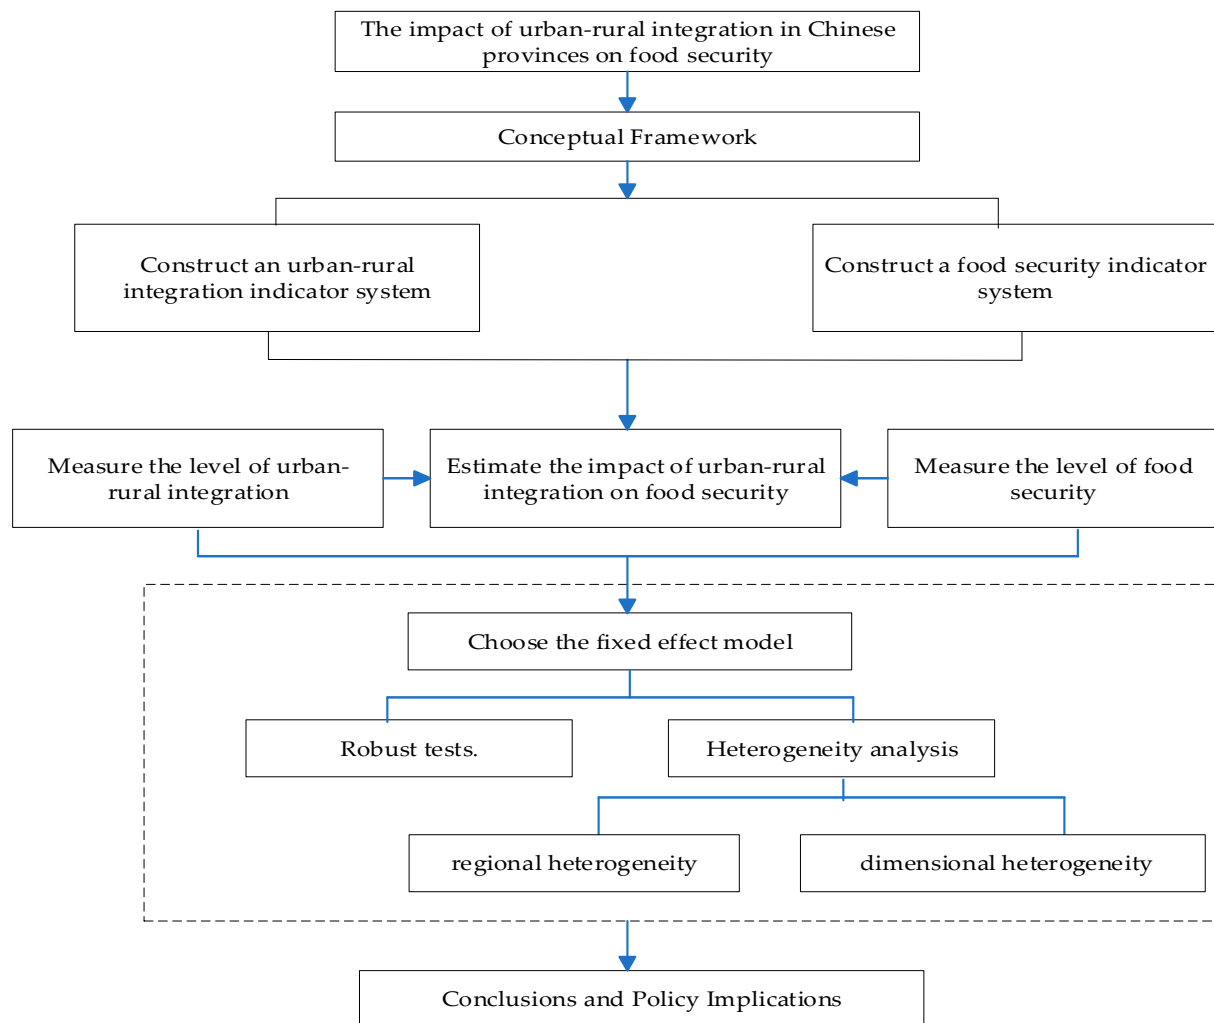 The impact of urban-rural integration in Chinese
provinces on food security
Conceptual Framework
Construct an urban-rural
integration indicator system
Construct a food security indicator
system
Measure the level of urban-
rural integration
Estimate the impact of urban-rural
integration on food security
Measure the level of food
security
Choose the fixed effect model
Robust tests.
Heterogeneity analysis
regional heterogeneity
dimensional heterogeneity
Conclusions and Policy Implications